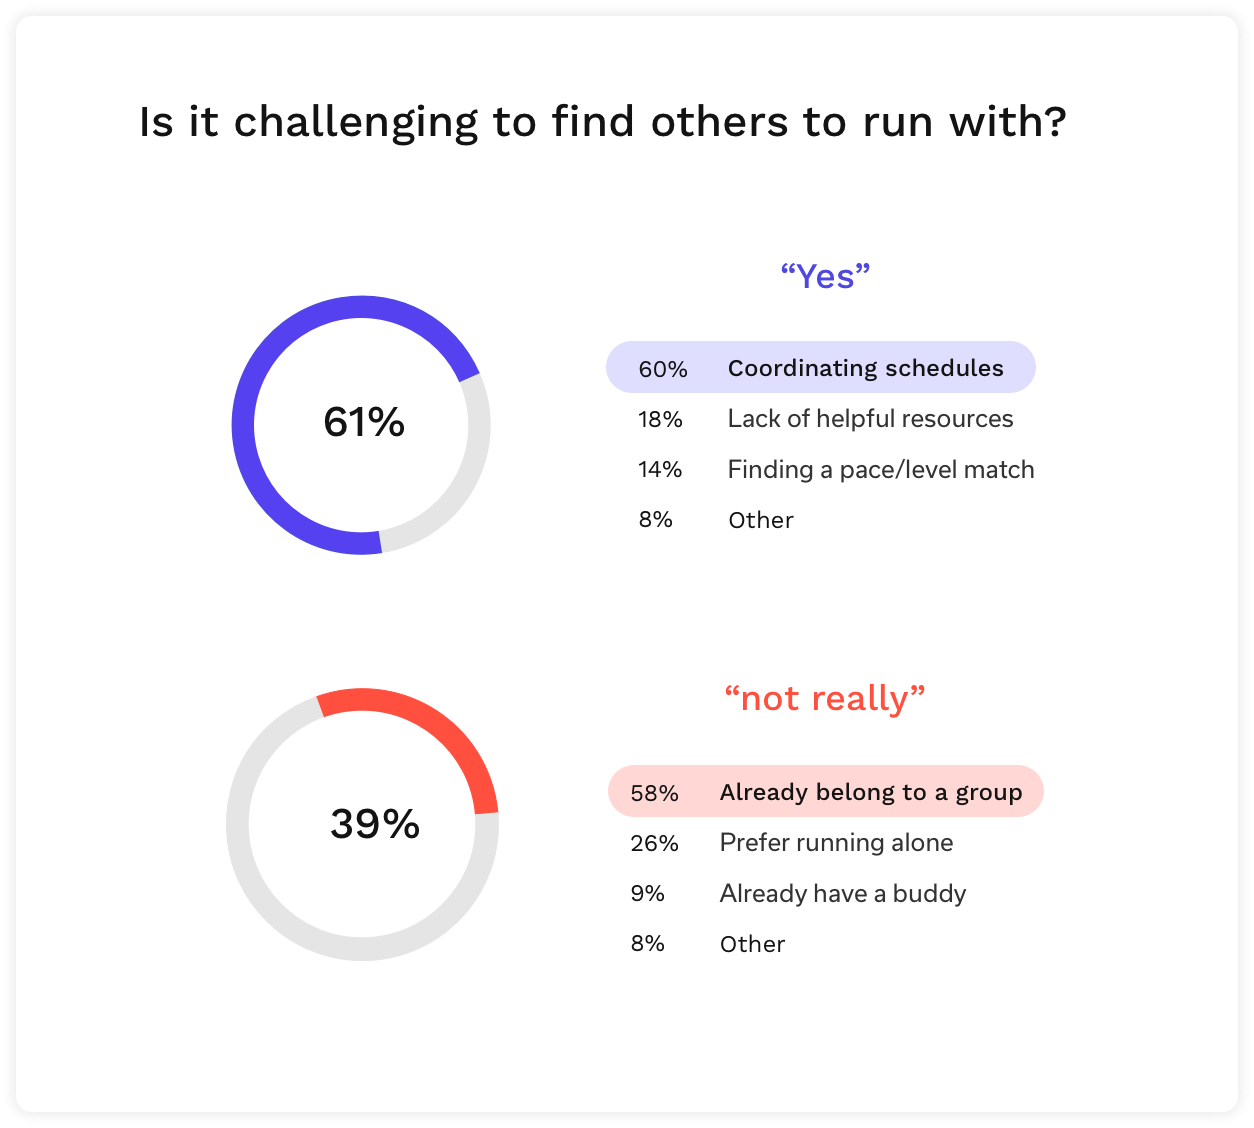 Is it challenging to find others to run with?
“Yes”
61%
60% Coordinating schedules
18% Lack of helpful resources
14% Finding a pace/level match
8% Other
“not really”
39%
58% Already belong to a group
26% Prefer running alone
9% Already have a buddy
8% Other